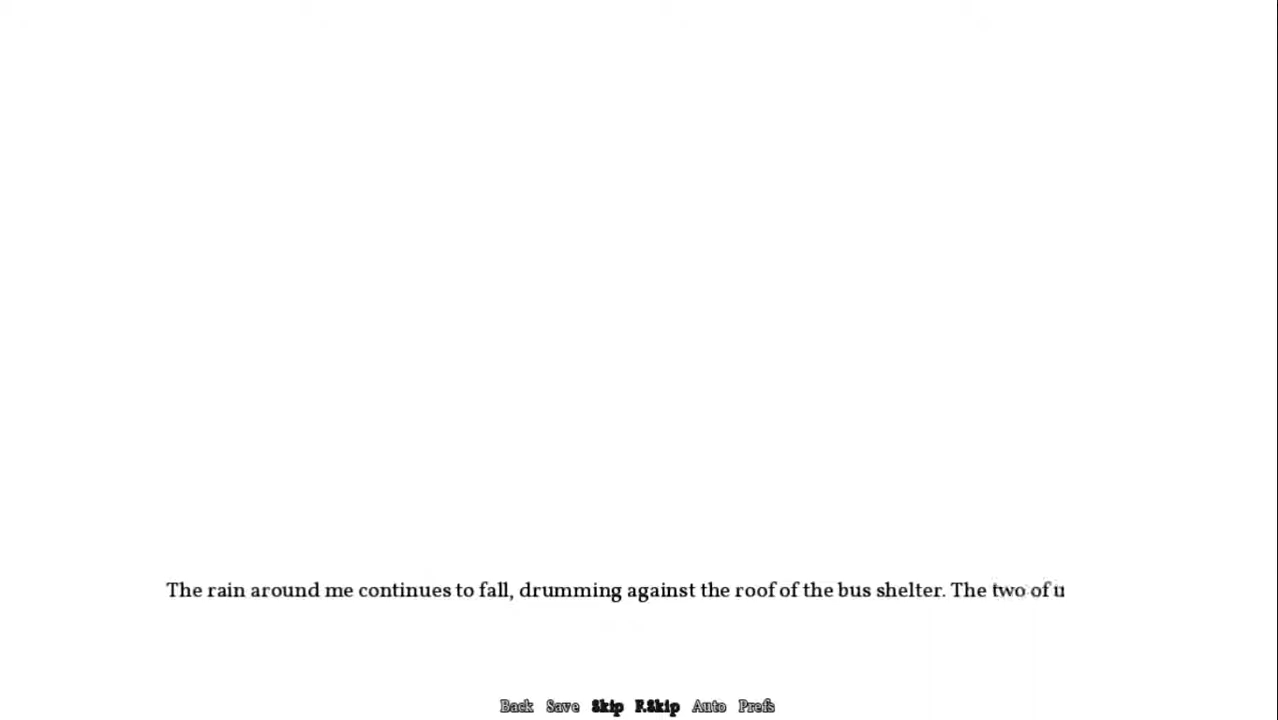 The rain around me continues to fall, drumming against the roof of the bus shelter. The two of u
Back Save Skip F.Skip Auto Prefs